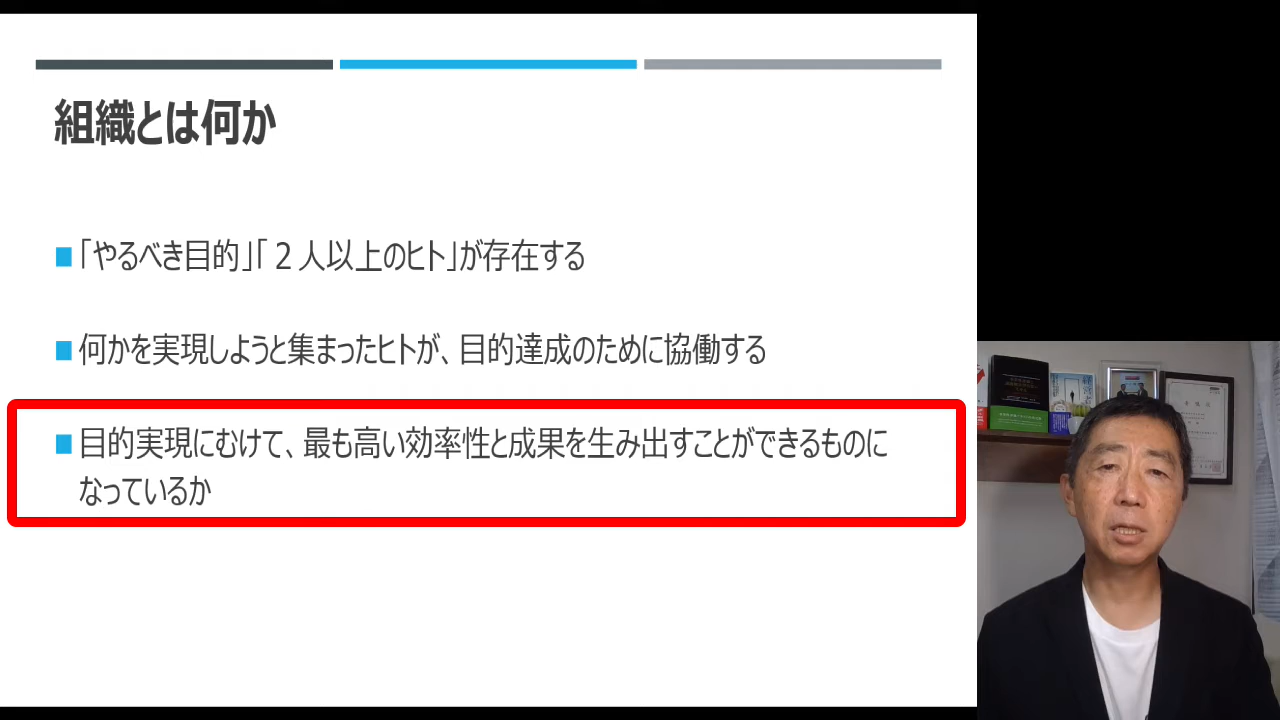 組織とは何か
「やるべき目的」「２人以上のヒト」が存在する
何かを実現しようと集まったヒトが、目的達成のために協働する
目的実現にむけて、最も高い効率性と成果を生み出すことができるものに
なっているか